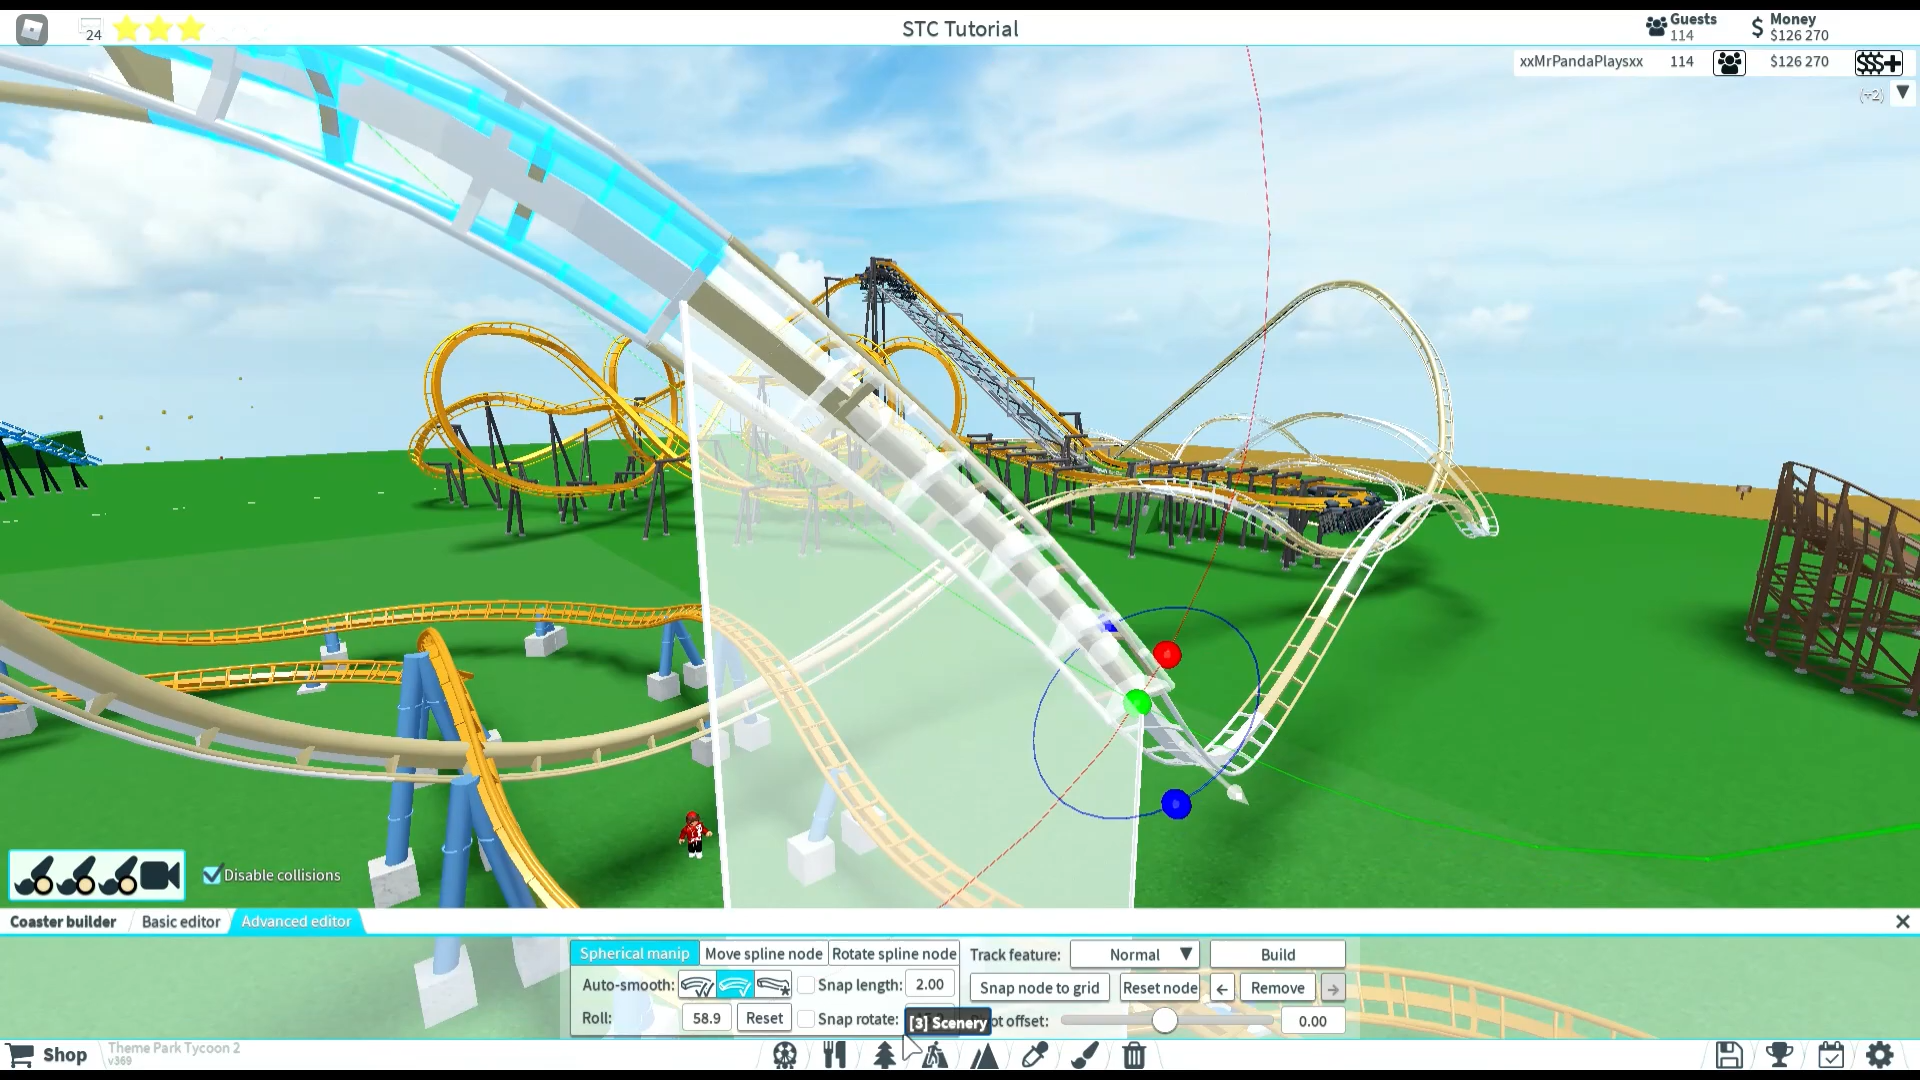 24
STC Tutorial
Guests
114
Money
$126 270
xxMrPandaPlaysxx 114 $126 270
(+2)
Disable collisions
Coaster builder Basic editor Advanced editor
Spherical manip Move spline node Rotate spline node Track feature: Normal Build
Auto-smooth: Snap length: 2.00 Snap node to grid Reset node Remove
Roll: 58.9 Reset Snap rotate: [3] Scenery offset: 0.00
Shop
Theme Park Tycoon 2
v369